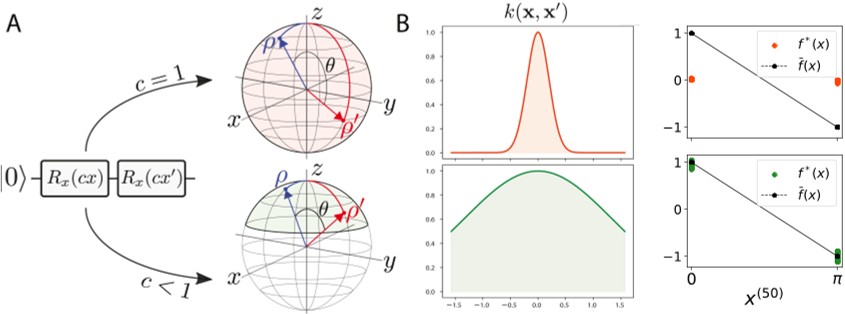 A
|0⟩
R_x(cx)
R_x(cx')
c = 1
c < 1
z
ρ
θ
ρ'
x
y
z
ρ
θ
ρ'
x
y
B
k(x, x')
1.0
0.8
0.6
0.4
0.2
0.0
1.0
0.8
0.6
0.4
0.2
0.0
−1.5 −1.0 −0.5 0.0 0.5 1.0 1.5
1
0
−1
f*(x)
f̄(x)
1
0
−1
f*(x)
f̄(x)
0 π
x^(50)